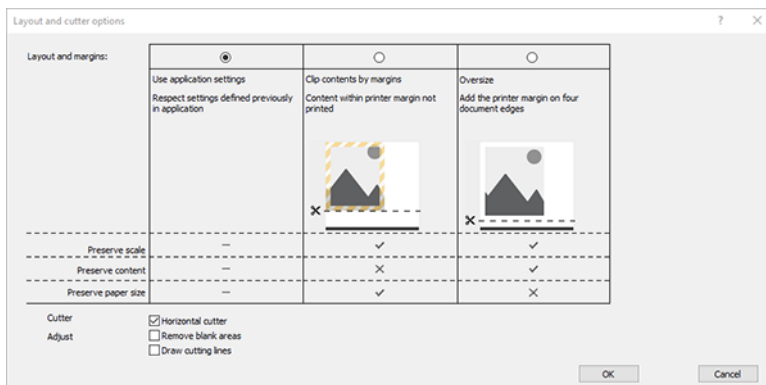 Layout and cutter options
? ×
Layout and margins:
Use application settings
Respect settings defined previously
in application
Clip contents by margins
Content within printer margin not
printed
Oversize
Add the printer margin on four
document edges
Preserve scale — ✓ ✓
Preserve content — × ✓
Preserve paper size — ✓ ×
Cutter
Horizontal cutter
Adjust
Remove blank areas
Draw cutting lines
OK
Cancel